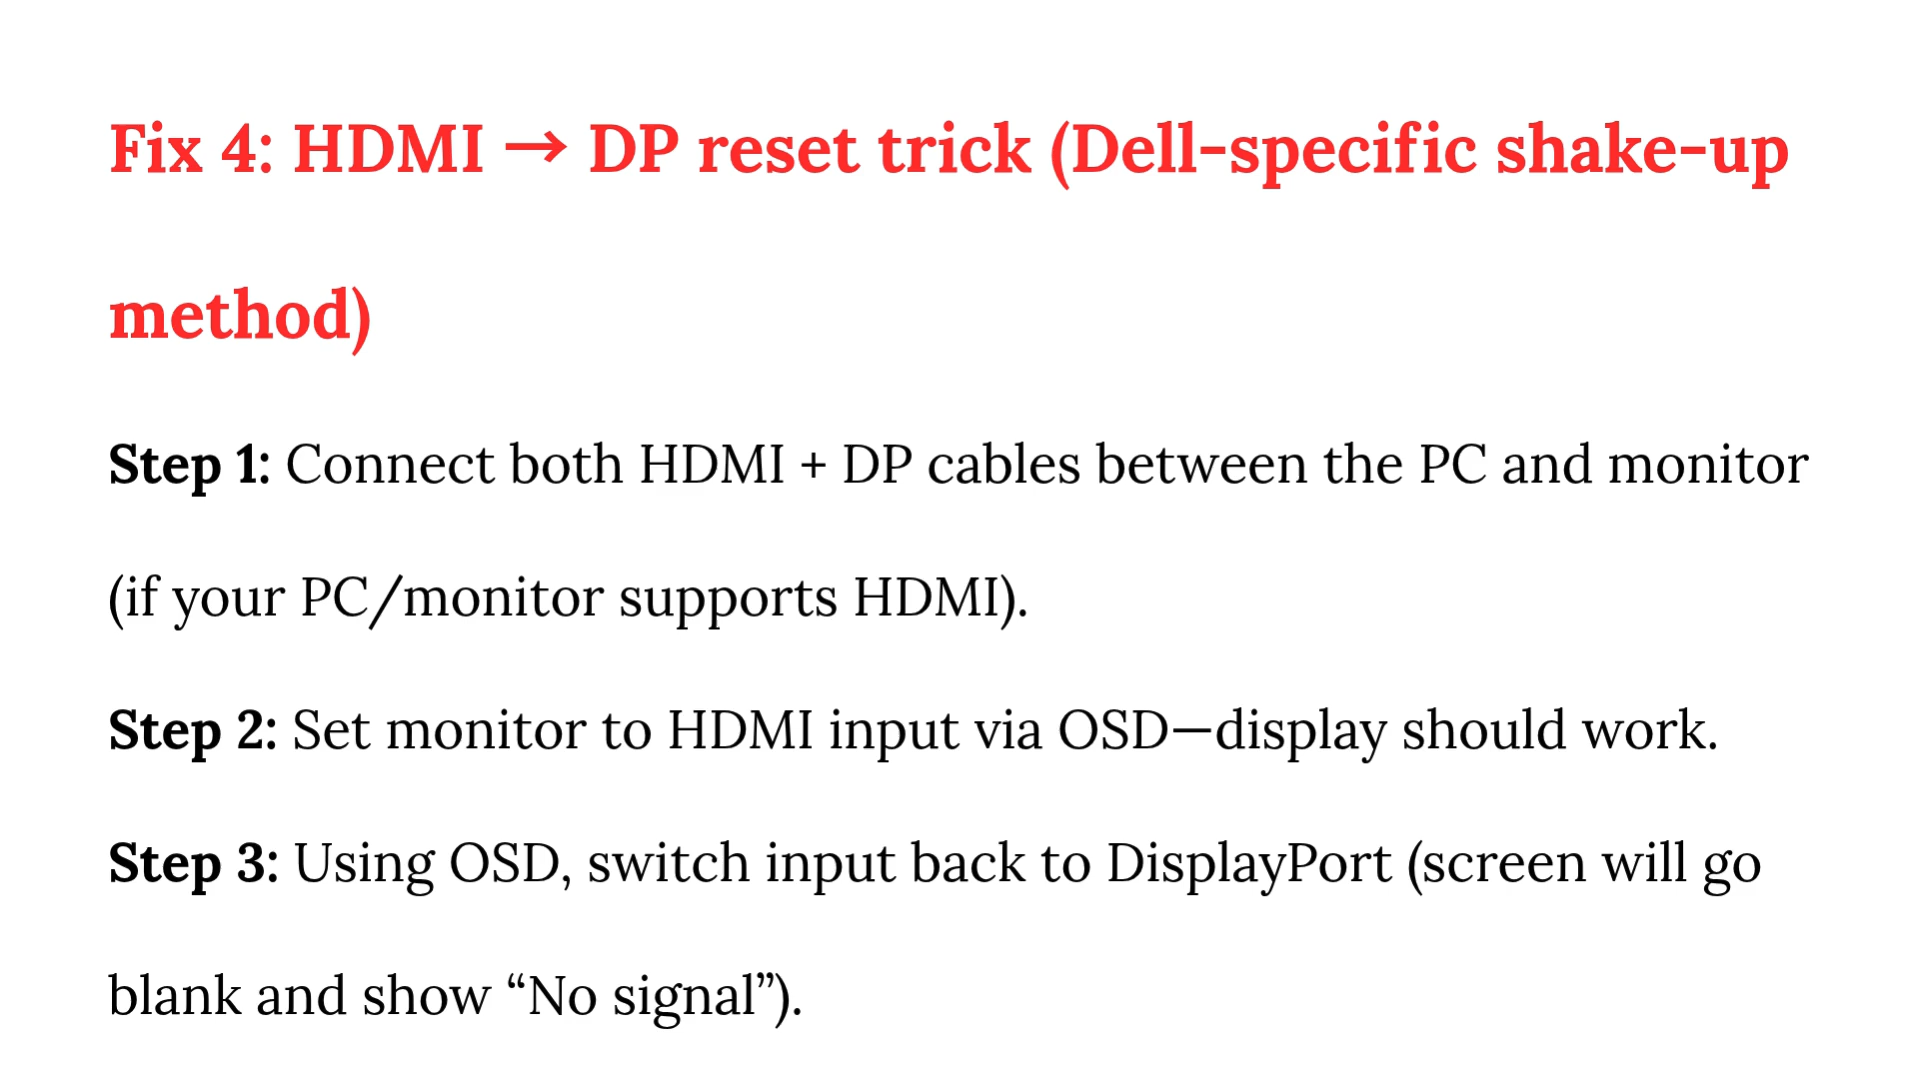 Fix 4: HDMI → DP reset trick (Dell-specific shake-up
method)
Step 1: Connect both HDMI + DP cables between the PC and monitor
(if your PC/monitor supports HDMI).
Step 2: Set monitor to HDMI input via OSD—display should work.
Step 3: Using OSD, switch input back to DisplayPort (screen will go
blank and show “No signal”).